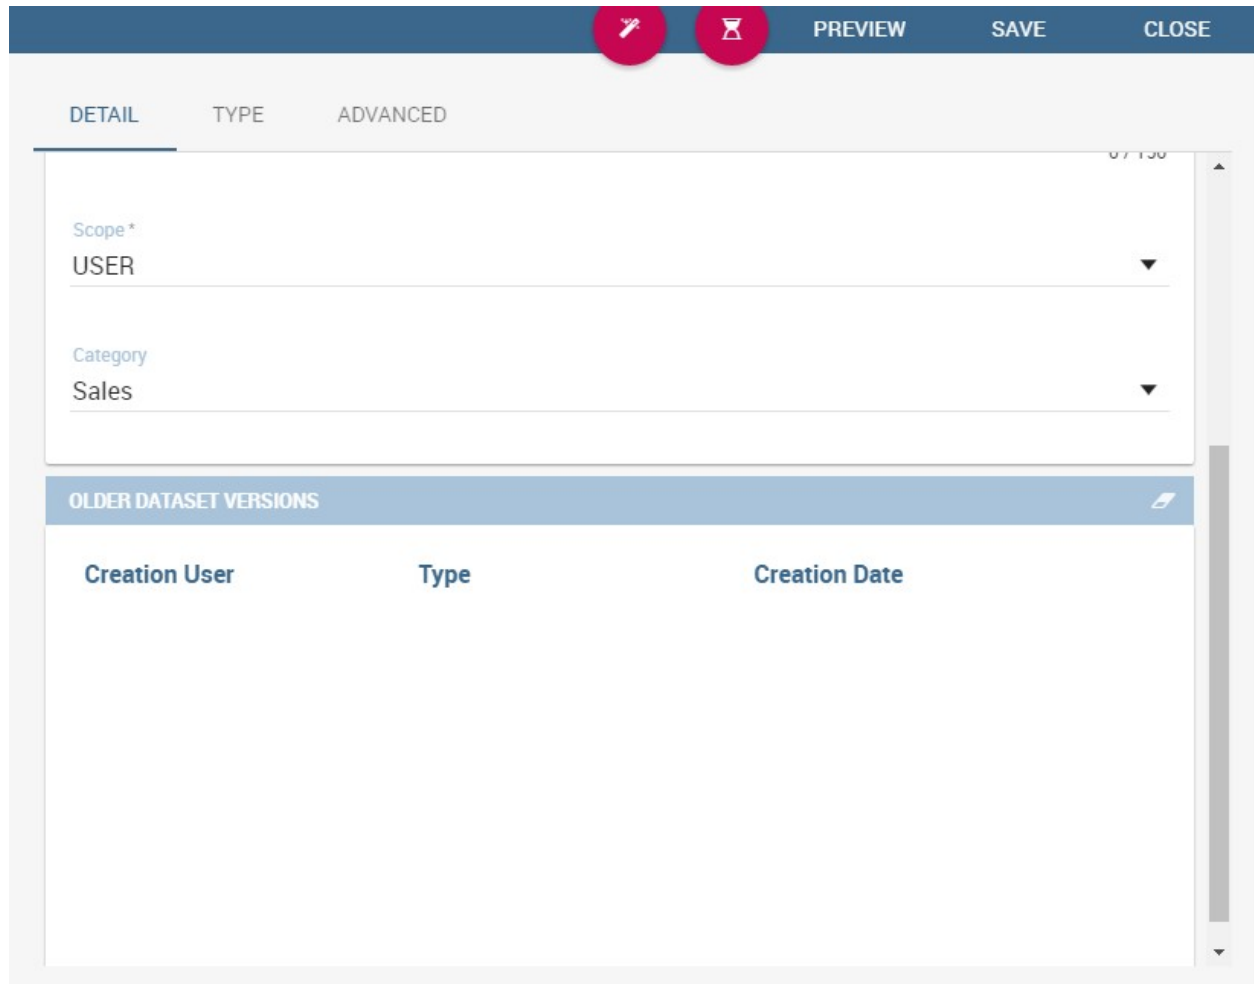 PREVIEW SAVE CLOSE
DETAIL TYPE ADVANCED
Scope *
USER
Category
Sales
OLDER DATASET VERSIONS
Creation User Type Creation Date